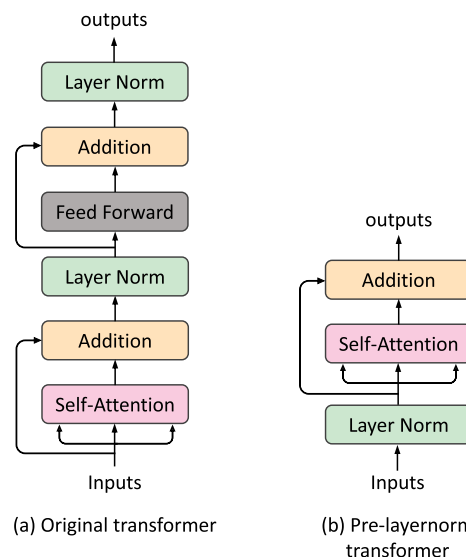 outputs
Layer Norm
Addition
Feed Forward
Layer Norm
Addition
Self-Attention
Inputs
(a) Original transformer
outputs
Addition
Self-Attention
Layer Norm
Inputs
(b) Pre-layernorm
transformer